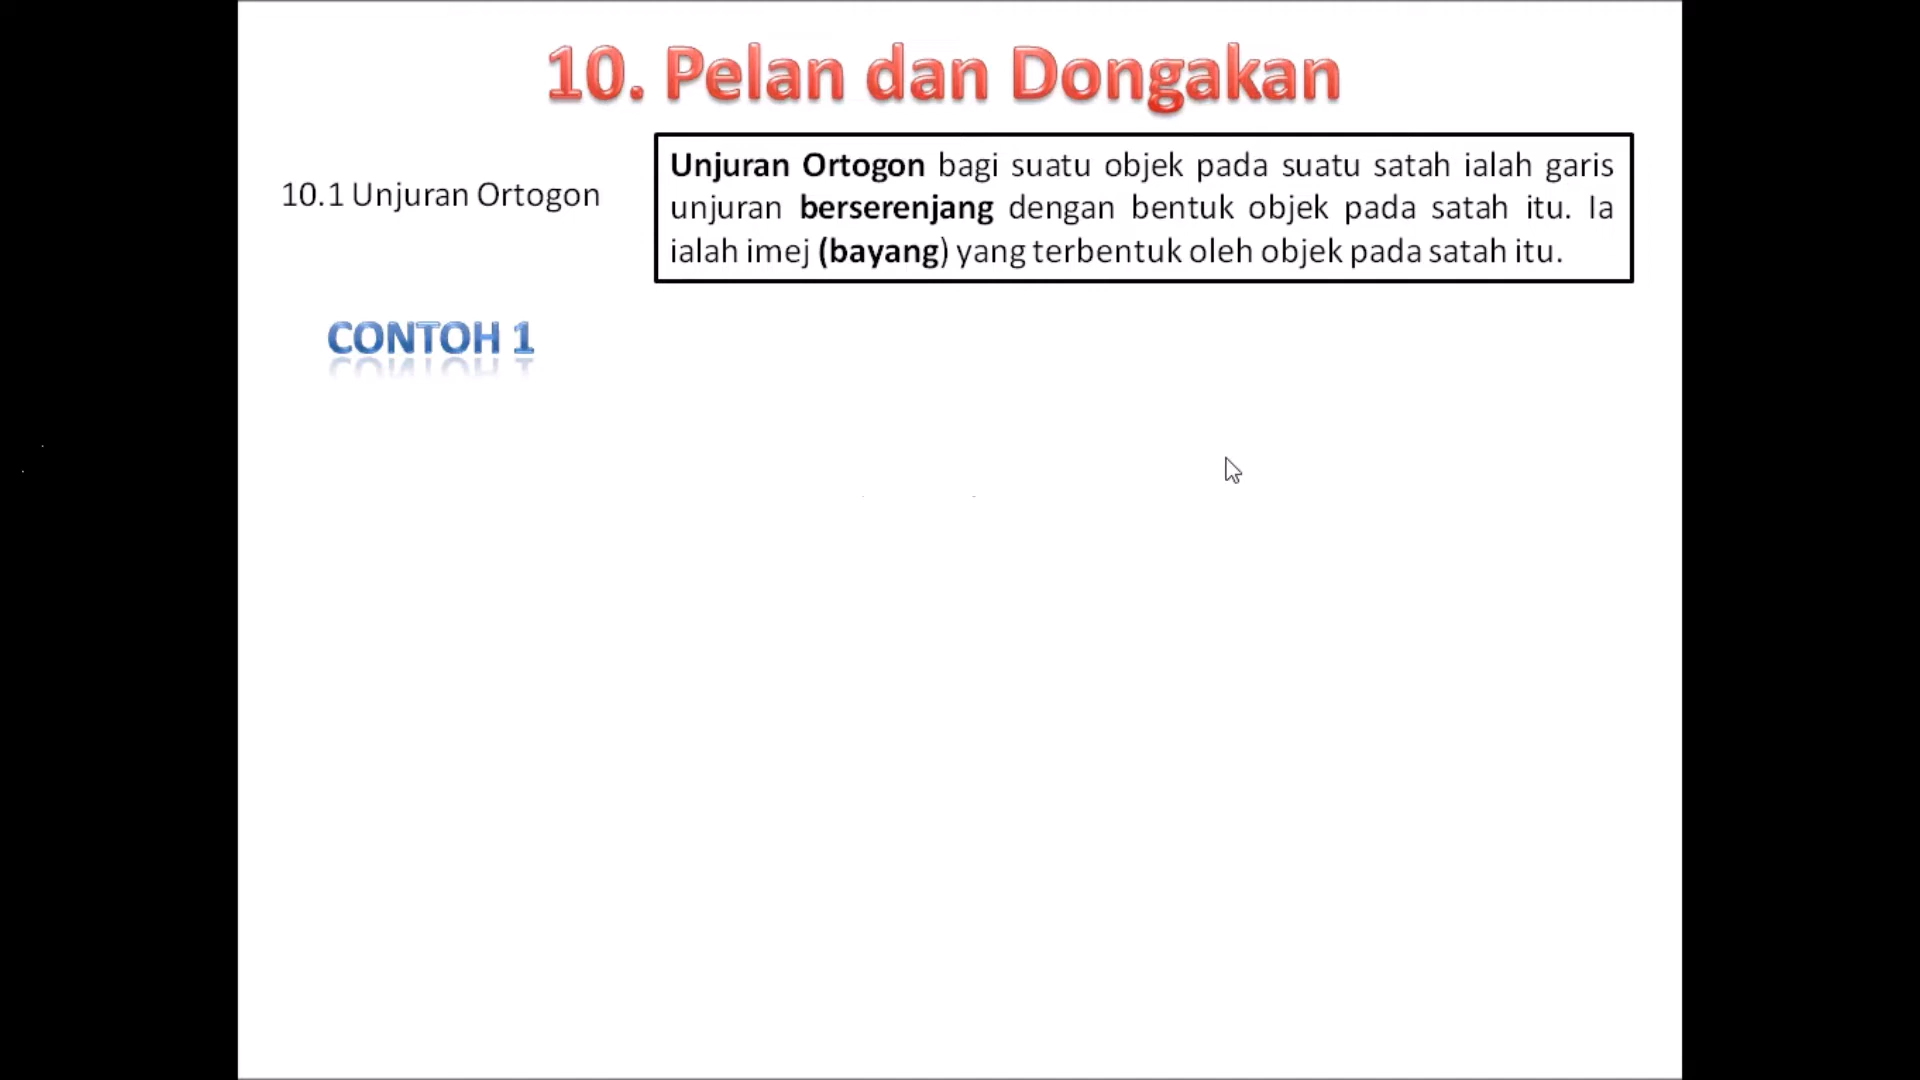 10. Pelan dan Dongakan
10.1 Unjuran Ortogon
Unjuran Ortogon bagi suatu objek pada suatu satah ialah garis
unjuran berserenjang dengan bentuk objek pada satah itu. Ia
ialah imej (bayang) yang terbentuk oleh objek pada satah itu.
CONTOH 1